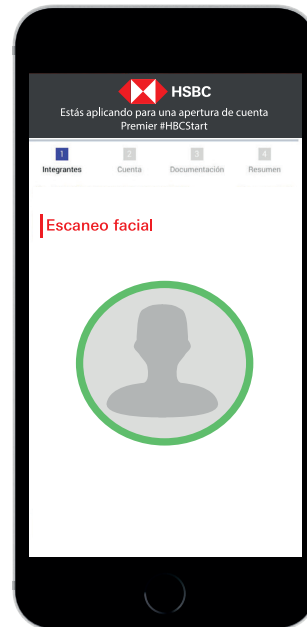 HSBC
Estás aplicando para una apertura de cuenta
Premier #HBCStart
1 2 3 4
Integrantes Cuenta Documentación Resumen
Escaneo facial